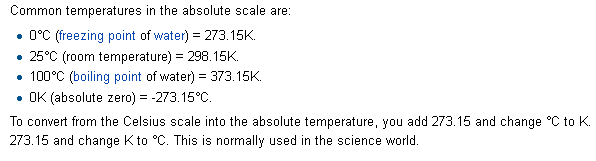 Common temperatures in the absolute scale are:
• 0°C (freezing point of water) = 273.15K.
• 25°C (room temperature) = 298.15K.
• 100°C (boiling point of water) = 373.15K.
• 0K (absolute zero) = -273.15°C.
To convert from the Celsius scale into the absolute temperature, you add 273.15 and change °C to K.
273.15 and change K to °C. This is normally used in the science world.